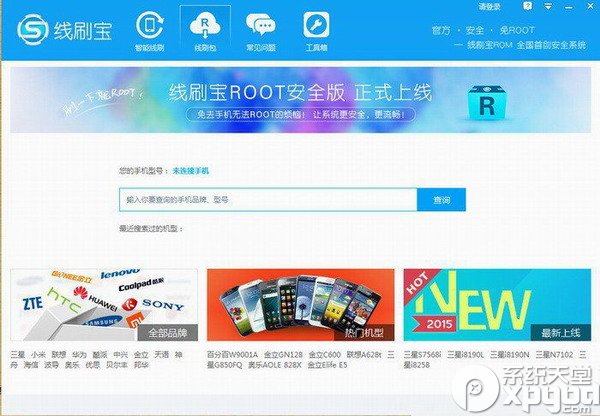 请登录
线刷宝
智能线刷
线刷包
常见问题
工具箱
官方 · 安全 · 免ROOT
— 线刷宝ROM 全国首创安全系统
线刷宝ROOT安全版 正式上线
免去手机无法ROOT的烦恼! 让系统更安全,更流畅!
R
您的手机型号: 未连接手机
输入你要查询的手机品牌、型号
查询
最近搜索过的机型:
lenovo
Coolpad 酷派
ZTE
hTC
HUAWEI
SONY
SAMSUNG
全部品牌
热门机型
HOT
NEW
2015
最新上线
三星 小米 联想 华为 酷派 中兴 金立 天语 神舟 海信 波导 奥乐 优思 贝尔丰 邦华
百分百W9001A 金立GN128 金立C600 联想A628t 三星G850FQ 奥乐AOLE 828X 金立Elife E5
三星S7568i 三星i8190L 三星i8190N 三星N7102 三星i8258
系统天堂